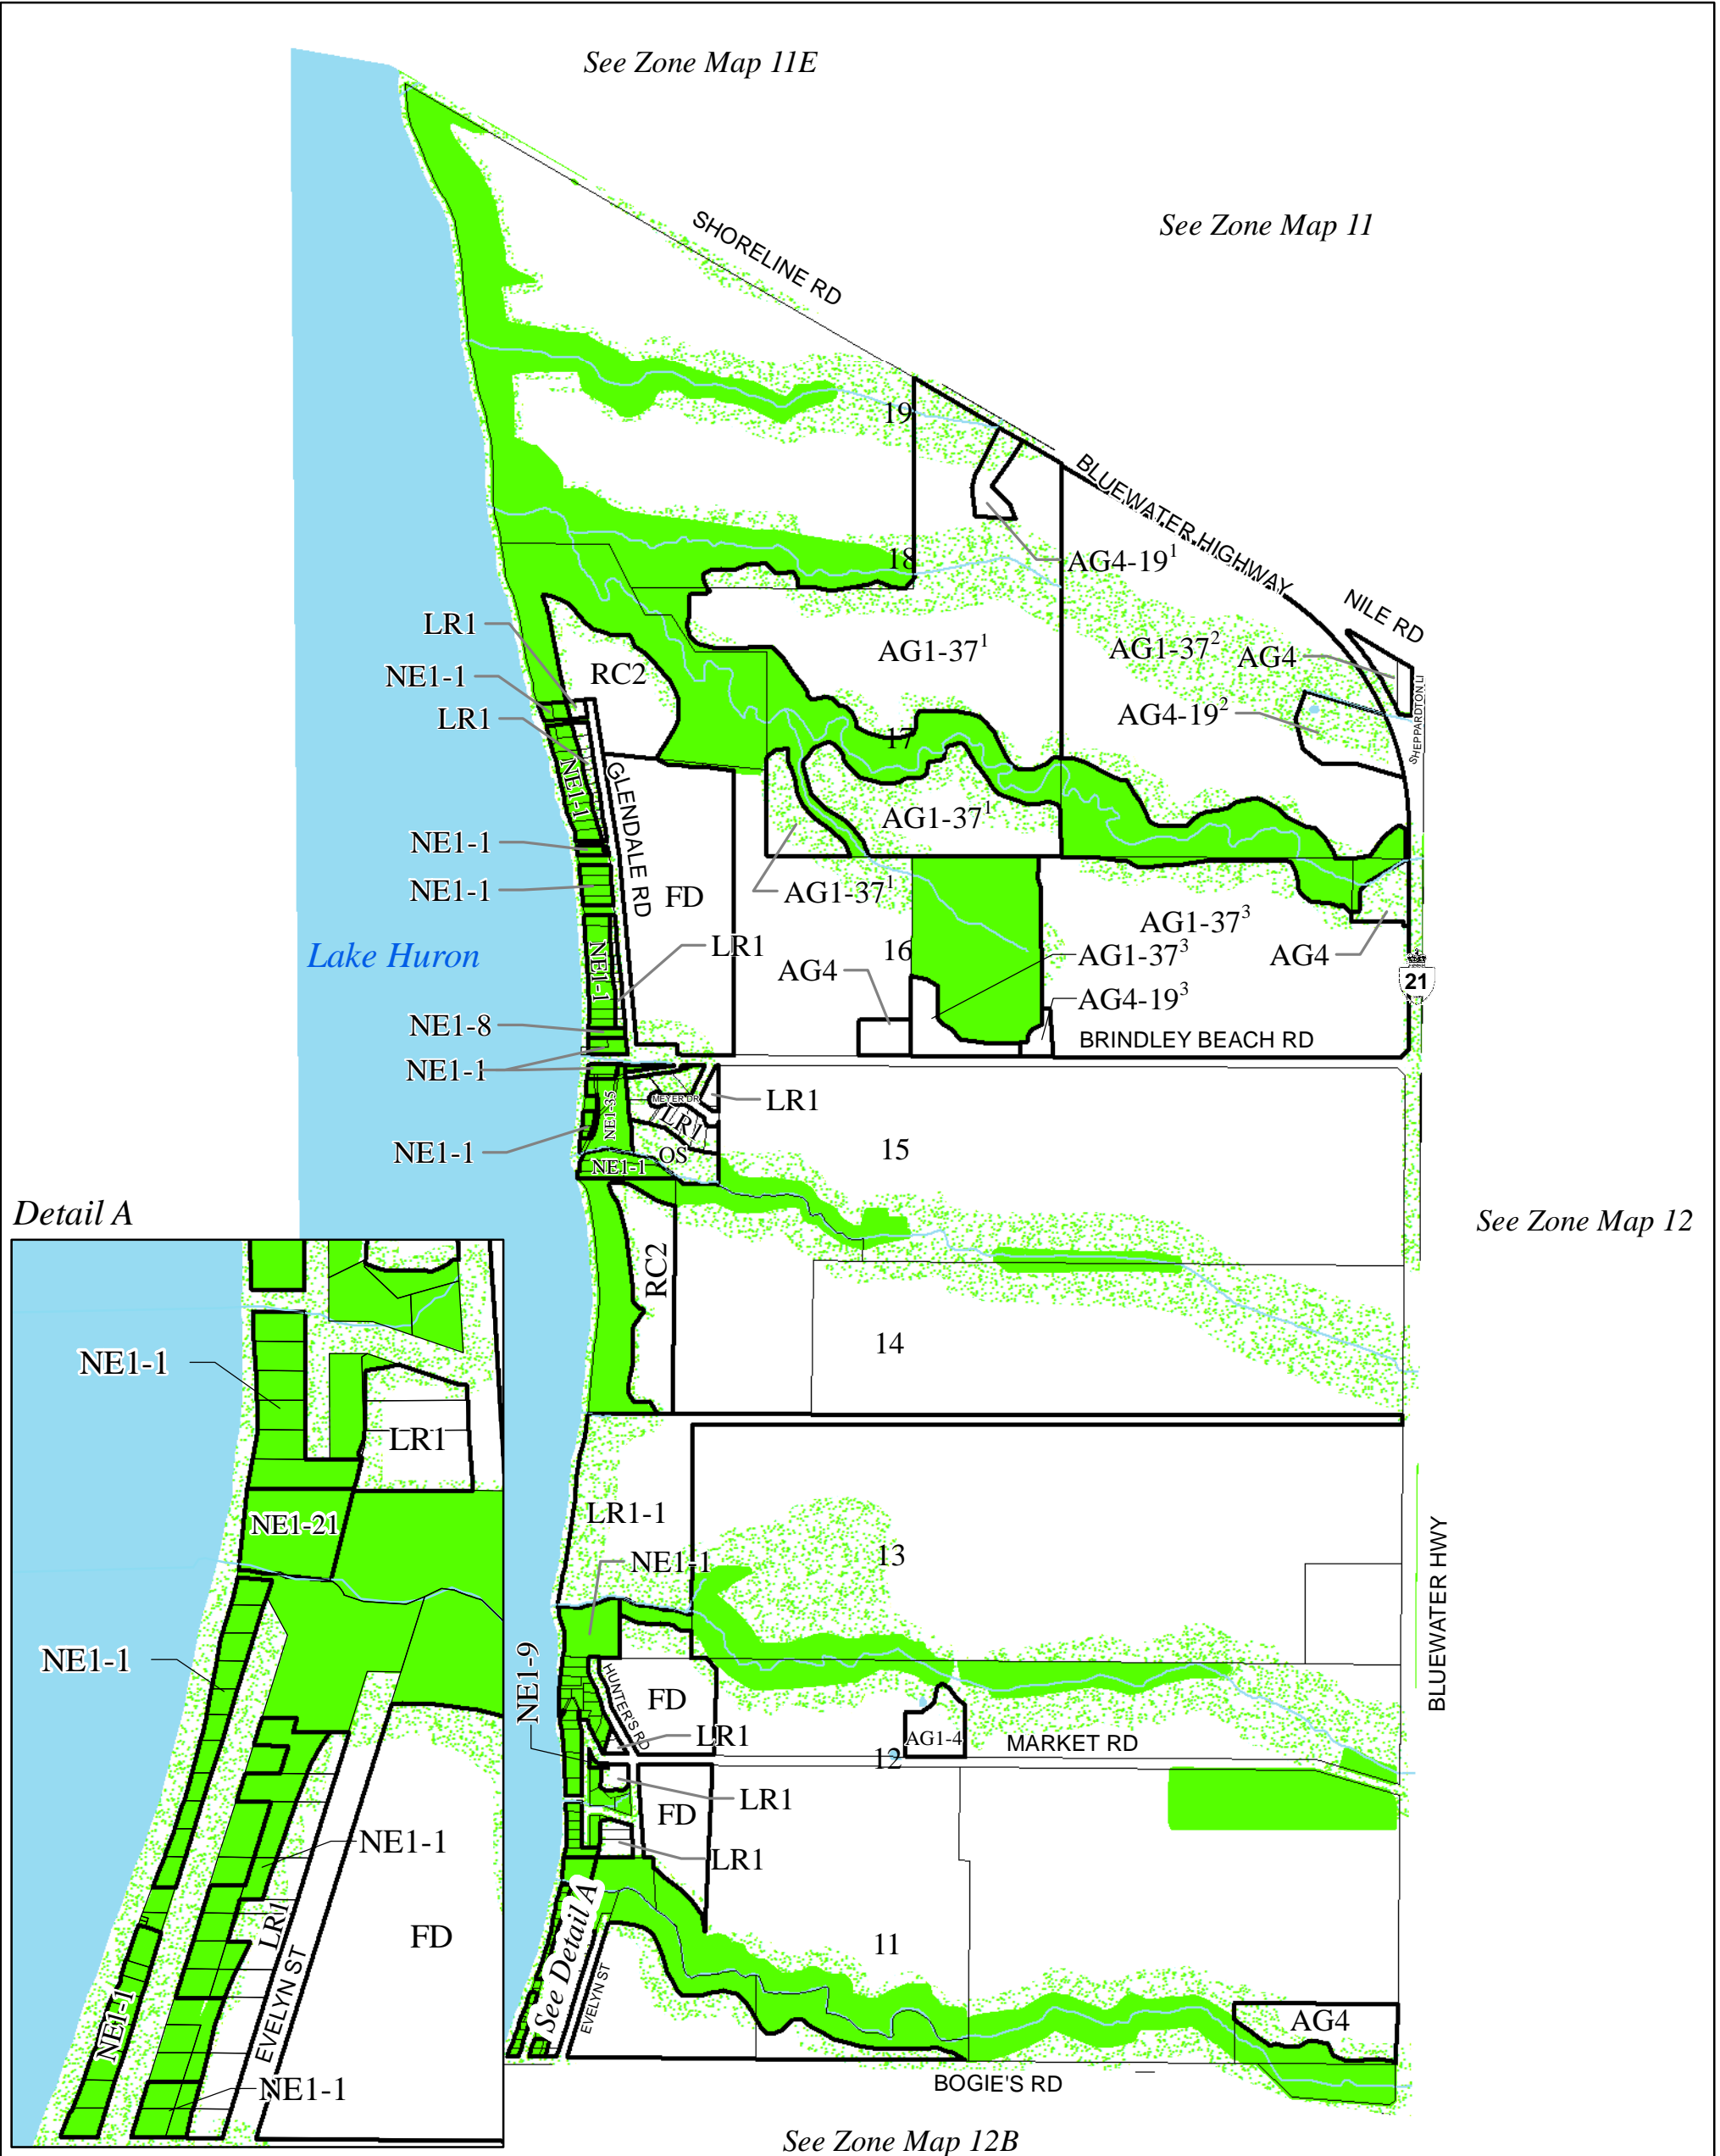 See Zone Map 11E
See Zone Map 11
SHORELINE RD
19
BLUEWATER HIGHWAY
18
AG4-19¹
NILE RD
LR1
AG1-37¹
AG1-37²
AG4
RC2
NE1-1
SHEPPARDTON LI
LR1
AG4-19²
17
NE1-1
GLENDALE RD
AG1-37¹
NE1-1
NE1-1
FD
AG1-37¹
AG1-37³
Lake Huron
LR1
16
AG1-37³
AG4
NE1-1
AG4
21
AG4-19³
NE1-8
BRINDLEY BEACH RD
NE1-1
MEYER DR
LR1
NE1-35
LR1
NE1-1
15
OS
NE1-1
Detail A
See Zone Map 12
RC2
14
NE1-1
LR1
LR1-1
NE1-21
13
NE1-1
BLUEWATER HWY
NE1-1
NE1-9
HUNTER'S RD
FD
LR1
AG1-4
MARKET RD
12
LR1
FD
NE1-1
LR1
See Detail A
LR1
FD
11
EVELYN ST
EVELYN ST
NE1-1
AG4
NE1-1
BOGIE'S RD
See Zone Map 12B